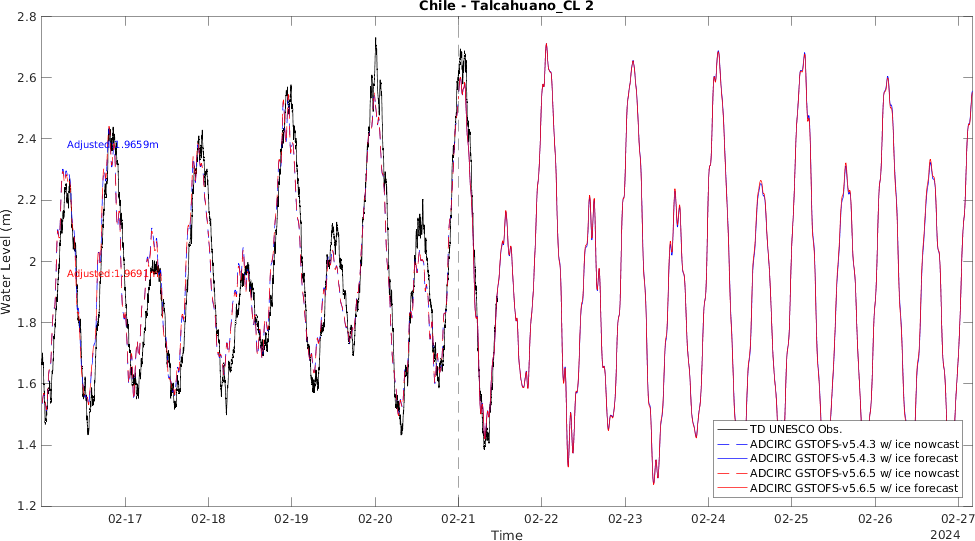 Chile - Talcahuano_CL 2
2.8
2.6
2.4
2.2
2
1.8
1.6
1.4
1.2
Water Level (m)
Adjusted:1.9659m
Adjusted:1.9691m
TD UNESCO Obs.
ADCIRC GSTOFS-v5.4.3 w/ ice nowcast
ADCIRC GSTOFS-v5.4.3 w/ ice forecast
ADCIRC GSTOFS-v5.6.5 w/ ice nowcast
ADCIRC GSTOFS-v5.6.5 w/ ice forecast
02-17 02-18 02-19 02-20 02-21 02-22 02-23 02-24 02-25 02-26 02-27
Time
2024